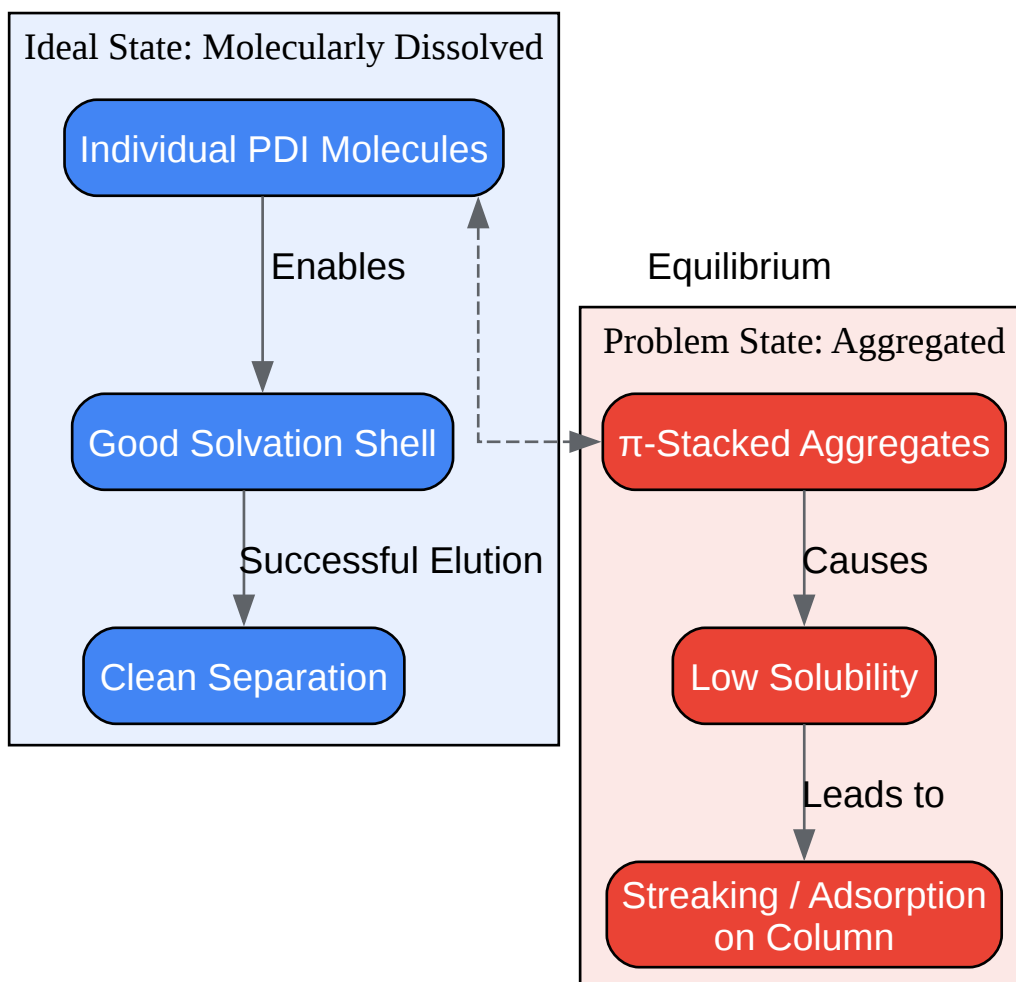 Ideal State: Molecularly Dissolved
Individual PDI Molecules
Enables
Good Solvation Shell
Successful Elution
Clean Separation
Equilibrium
Problem State: Aggregated
π-Stacked Aggregates
Causes
Low Solubility
Leads to
Streaking / Adsorption
on Column